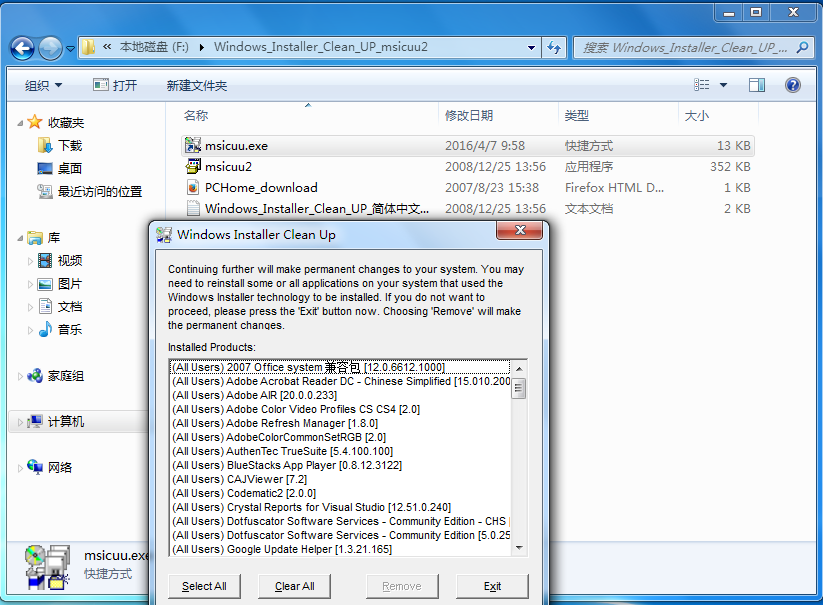 « 本地磁盘 (F:) ▸ Windows_Installer_Clean_UP_msicuu2
搜索 Windows_Installer_Clean_UP_...
组织 打开 新建文件夹
名称 修改日期 类型 大小
收藏夹
下载
桌面
最近访问的位置
库
视频
图片
文档
音乐
家庭组
计算机
网络
msicuu.exe 2016/4/7 9:58 快捷方式 13 KB
msicuu2 2008/12/25 13:56 应用程序 352 KB
PCHome_download 2007/8/23 15:38 Firefox HTML D... 1 KB
Windows_Installer_Clean_UP_简体中文... 2008/12/25 13:56 文本文档 2 KB
Windows Installer Clean Up
Continuing further will make permanent changes to your system. You may
need to reinstall some or all applications on your system that used the
Windows Installer technology to be installed. If you do not want to
proceed, please press the 'Exit' button now. Choosing 'Remove' will make
the permanent changes.
Installed Products:
(All Users) 2007 Office system 兼容包 [12.0.6612.1000]
(All Users) Adobe Acrobat Reader DC - Chinese Simplified [15.010.200
(All Users) Adobe AIR [20.0.0.233]
(All Users) Adobe Color Video Profiles CS CS4 [2.0]
(All Users) Adobe Refresh Manager [1.8.0]
(All Users) AdobeColorCommonSetRGB [2.0]
(All Users) AuthenTec TrueSuite [5.4.100.100]
(All Users) BlueStacks App Player [0.8.12.3122]
(All Users) CAJViewer [7.2]
(All Users) Codematic2 [2.0.0]
(All Users) Crystal Reports for Visual Studio [12.51.0.240]
(All Users) Dotfuscator Software Services - Community Edition - CHS [
(All Users) Dotfuscator Software Services - Community Edition [5.0.25
(All Users) Google Update Helper [1.3.21.165]
Select All Clear All Remove Exit
msicuu.exe
快捷方式